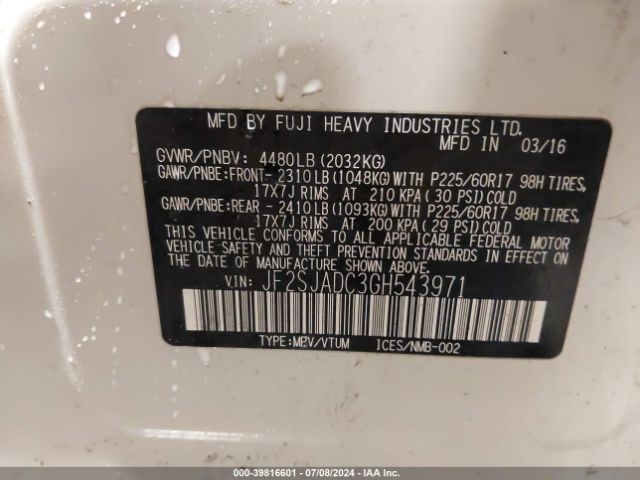 MFD BY FUJI HEAVY INDUSTRIES LTD.
MFD IN 03/16
GVWR/PNBV: 4480LB(2032KG)
GAWR/PNBE:FRONT- 2310LB(1048KG)WITH P225/60R17 98H TIRES,
17X7J RIMS AT 210 KPA(30 PSI)COLD
GAWR/PNBE:REAR - 2410LB(1093KG)WITH P225/60R17 98H TIRES,
17X7J RIMS AT 200 KPA(29 PSI)COLD
THIS VEHICLE CONFORMS TO ALL APPLICABLE FEDERAL MOTOR
VEHICLE SAFETY AND THEFT PREVENTION STANDARDS IN EFFECT ON
THE DATE OF MANUFACTURE SHOWN ABOVE.
VIN: JF2SJADC3GH543971
TYPE:MPV/VTUM ICES/NMB-002
000-39816601 - 07/08/2024 - IAA Inc.